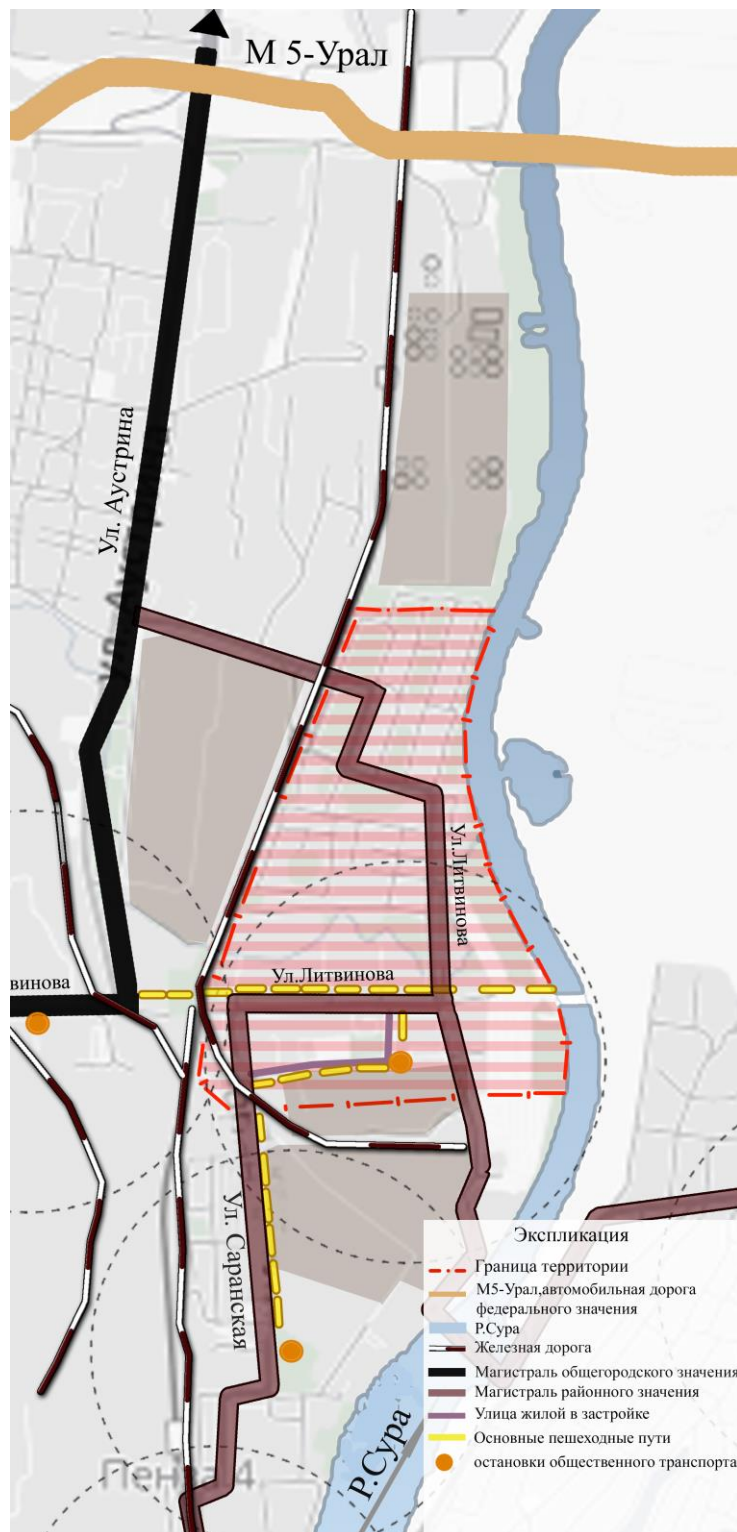 М 5-Урал
Ул. Аустрина
Ул.Литвинова
Ул.Литвинова
винова
Ул. Саранская
Пенза 4
Р.Сура
Экспликация
Граница территории
М5-Урал,автомобильная дорога
федерального значения
Р.Сура
Железная дорога
Магистраль общегородского значения
Магистраль районного значения
Улица жилой в застройке
Основные пешеходные пути
остановки общественного транспорта